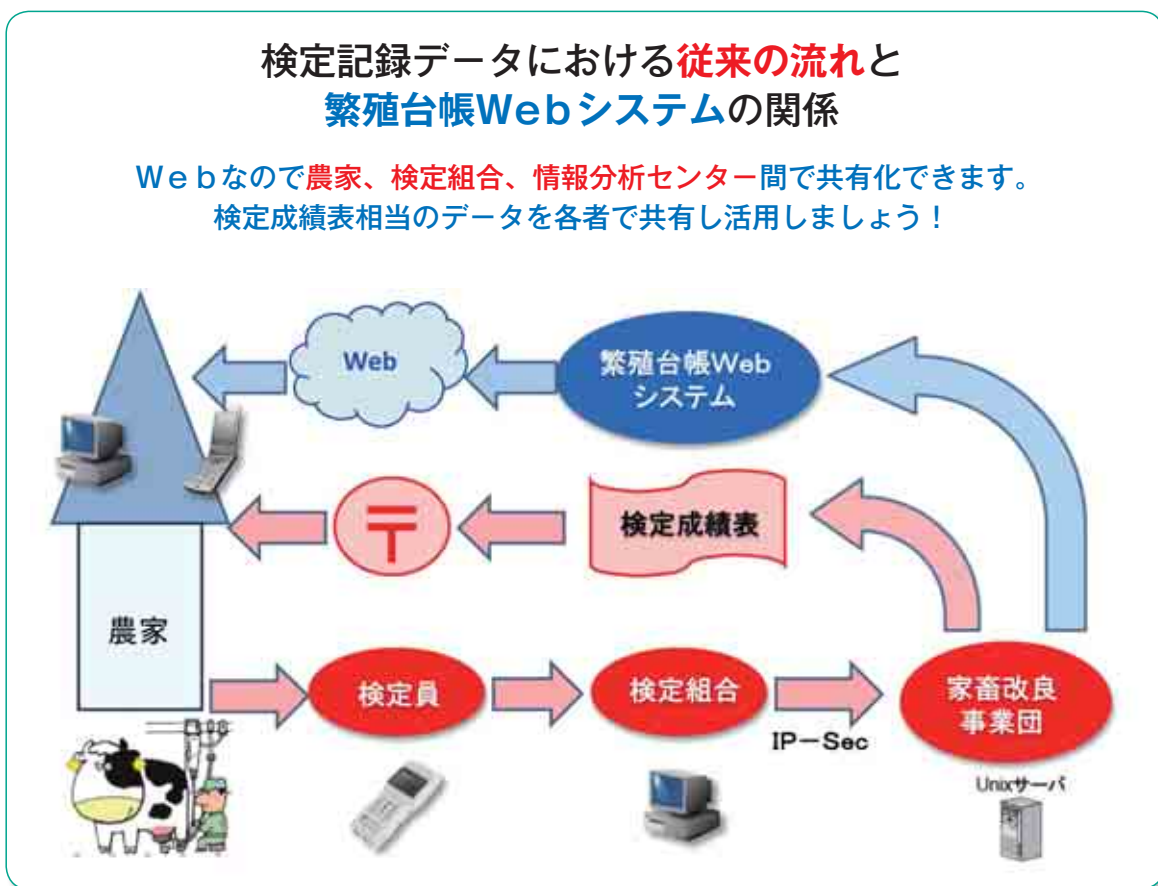 検定記録データにおける従来の流れと
繁殖台帳Webシステムの関係
Webなので農家、検定組合、情報分析センター間で共有化できます。
検定成績表相当のデータを各者で共有し活用しましょう！
Web
繁殖台帳Web
システム
〒
検定成績表
農家
検定員
検定組合
IP－Sec
家畜改良
事業団
Unixサーバ